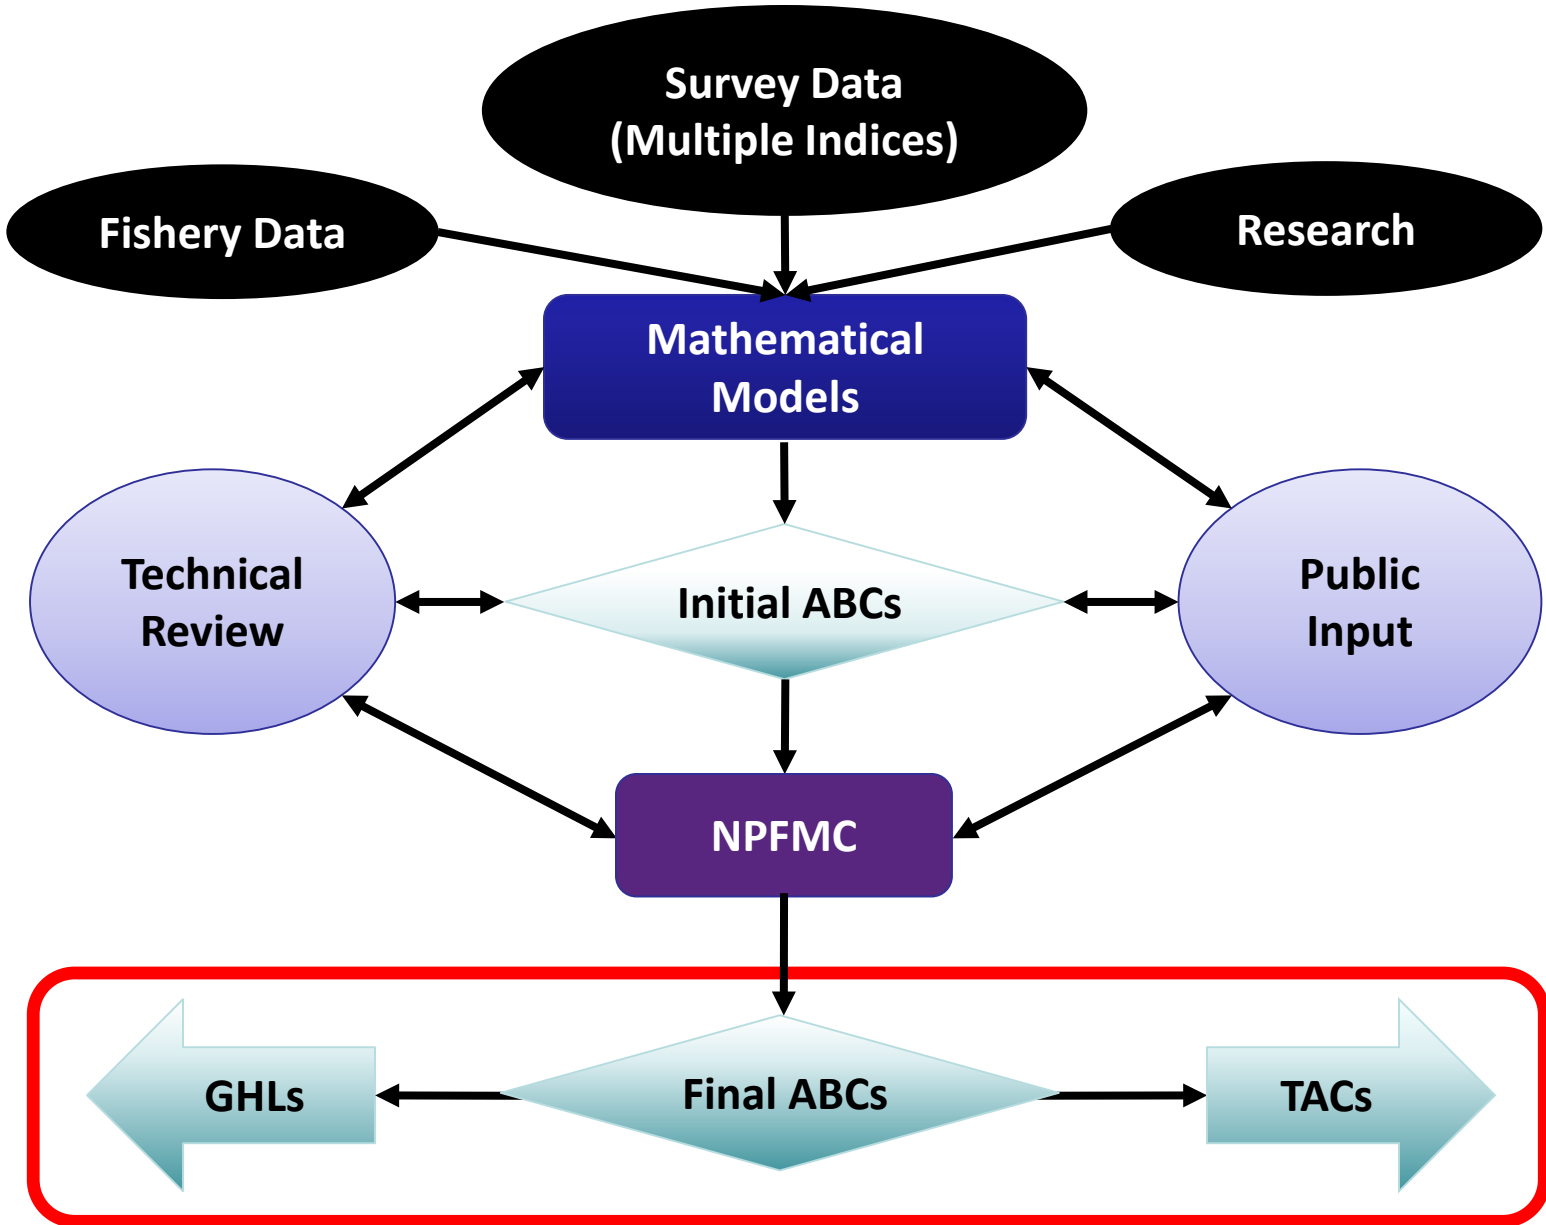 Survey Data
(Multiple Indices)
Fishery Data
Research
Mathematical
Models
Technical
Review
Initial ABCs
Public
Input
NPFMC
GHLs
Final ABCs
TACs